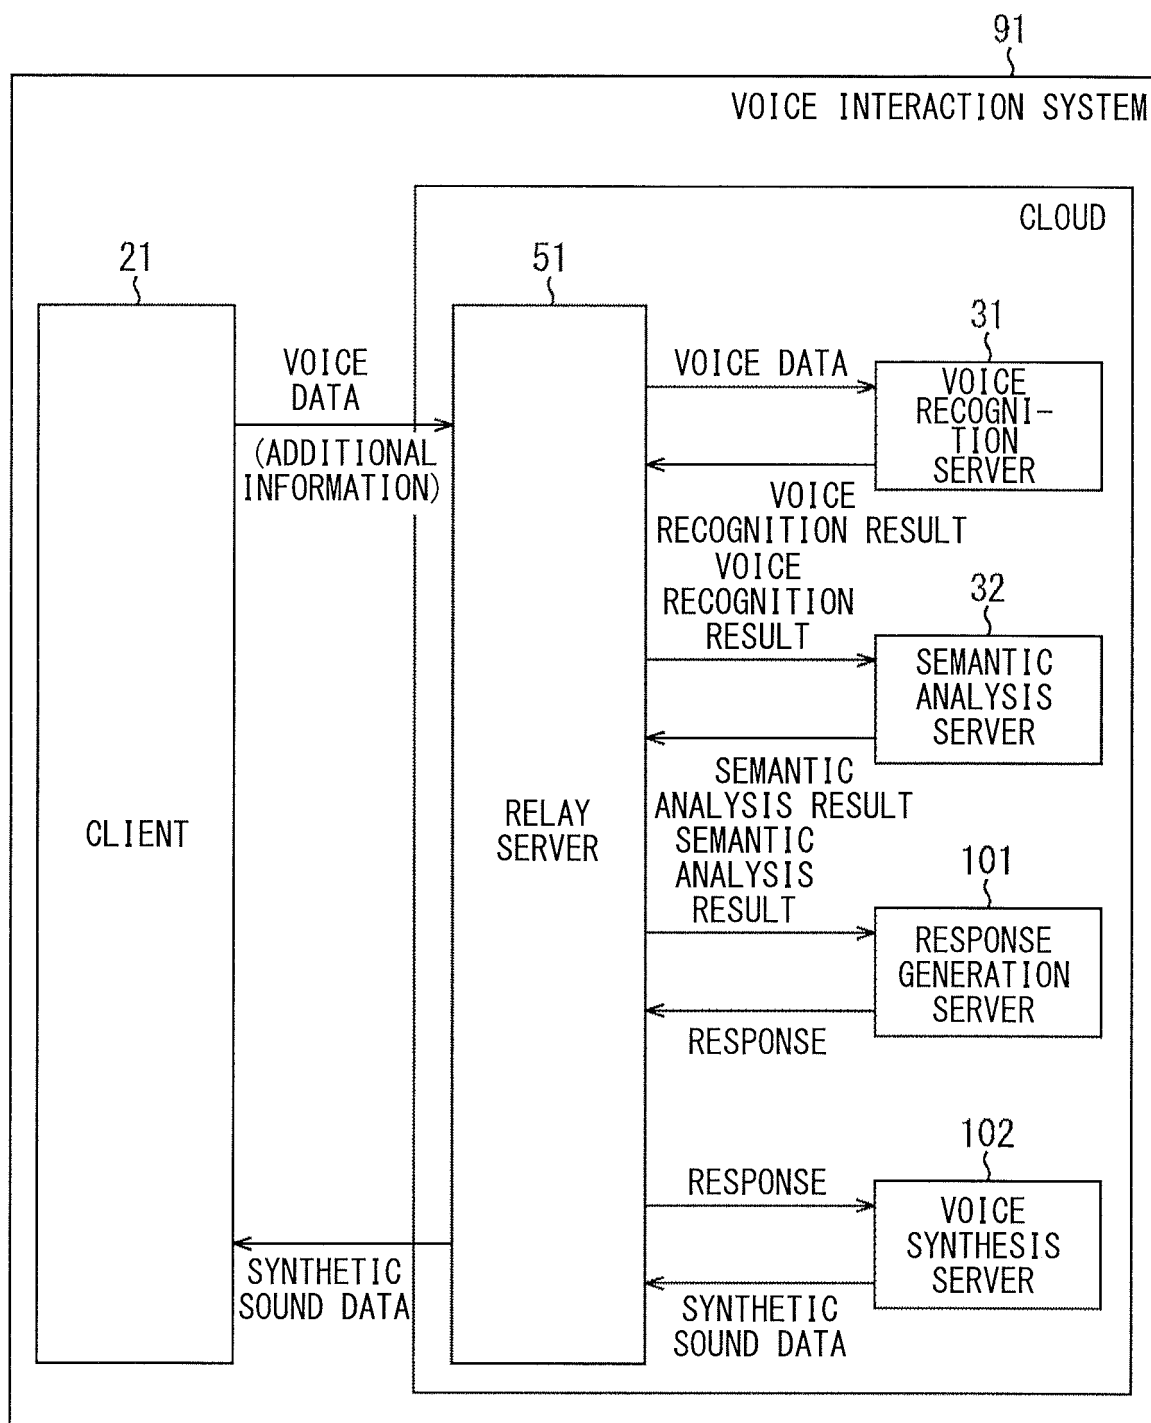 91
VOICE INTERACTION SYSTEM
CLOUD
21
51
31
VOICE
DATA
(ADDITIONAL
INFORMATION)
VOICE DATA
VOICE
RECOGNI-
TION
SERVER
VOICE
RECOGNITION RESULT
VOICE
RECOGNITION
RESULT
32
SEMANTIC
ANALYSIS
SERVER
SEMANTIC
ANALYSIS RESULT
CLIENT
RELAY
SERVER
SEMANTIC
ANALYSIS
RESULT
101
RESPONSE
GENERATION
SERVER
RESPONSE
102
RESPONSE
VOICE
SYNTHESIS
SERVER
SYNTHETIC
SOUND DATA
SYNTHETIC
SOUND DATA